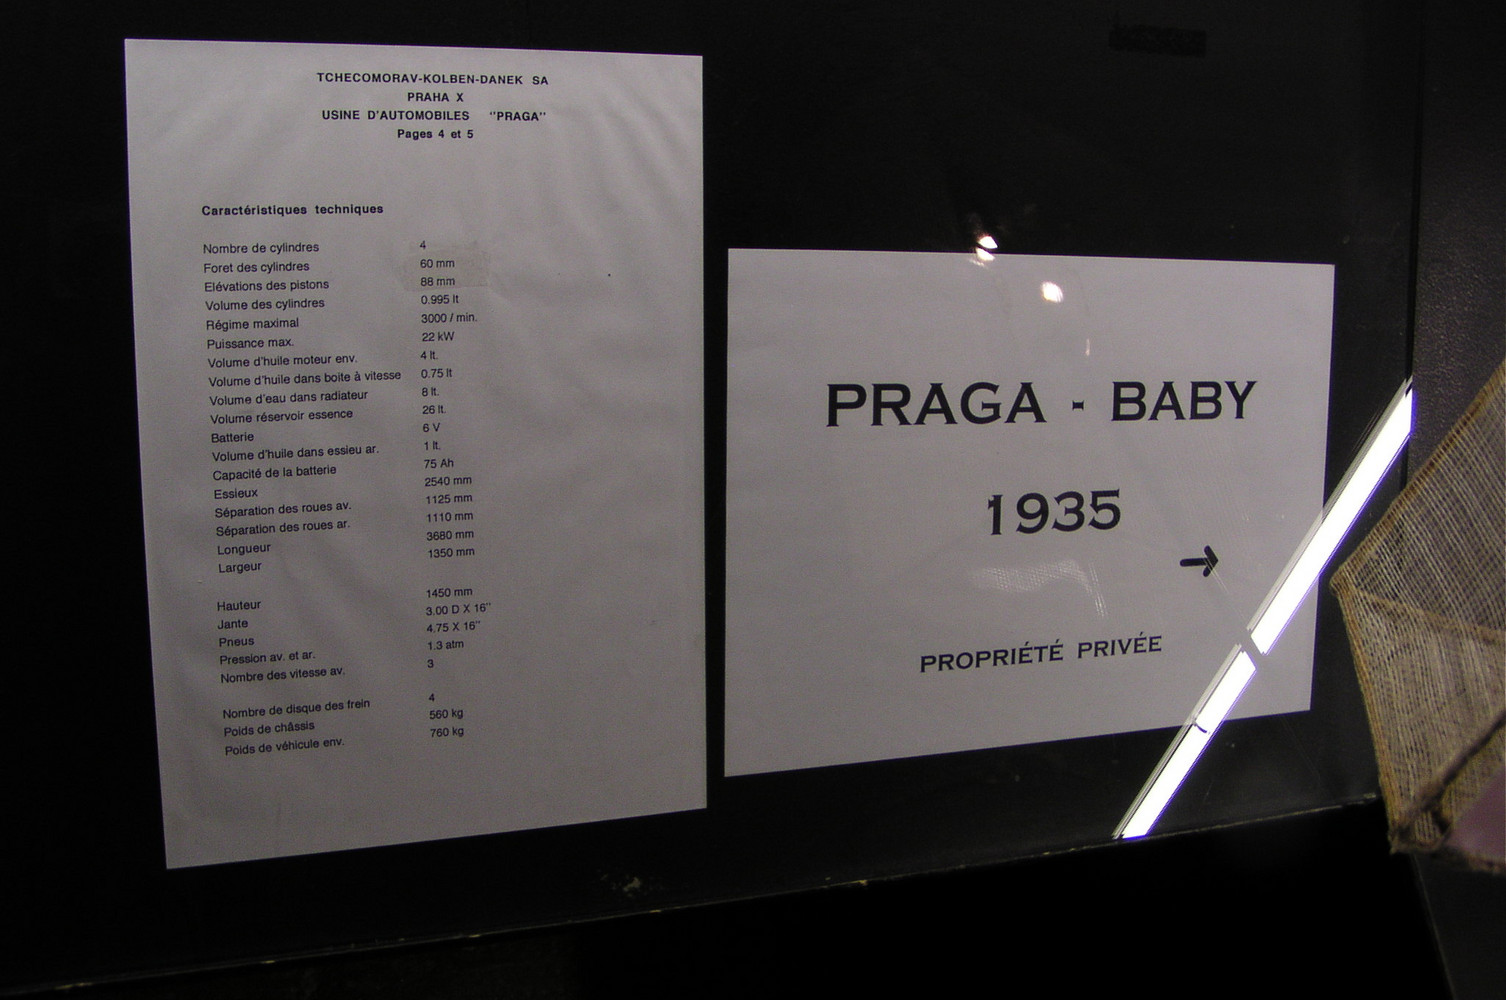 TCHECOMORAV-KOLBEN-DANEK SA
PRAHA X
USINE D'AUTOMOBILES "PRAGA"
Pages 4 et 5
Caractéristiques techniques
Nombre de cylindres 4
Foret des cylindres 60 mm
Elévations des pistons 88 mm
Volume des cylindres 0.995 lt
Régime maximal 3000 / min.
Puissance max. 22 kW
Volume d'huile moteur env. 4 lt.
Volume d'huile dans boite à vitesse 0.75 lt
Volume d'eau dans radiateur 8 lt.
Volume réservoir essence 26 lt.
Batterie 6 V
Volume d'huile dans essieu ar. 1 lt.
Capacité de la batterie 75 Ah
Essieux 2540 mm
Séparation des roues av. 1125 mm
Séparation des roues ar. 1110 mm
Longueur 3680 mm
Largeur 1350 mm
Hauteur 1450 mm
Jante 3.00 D X 16"
Pneus 4.75 X 16"
Pression av. et ar. 1.3 atm
Nombre des vitesse av. 3
Nombre de disque des frein 4
Poids de châssis 560 kg
Poids de véhicule env. 760 kg
PRAGA - BABY
1935
→
PROPRIÉTÉ PRIVÉE